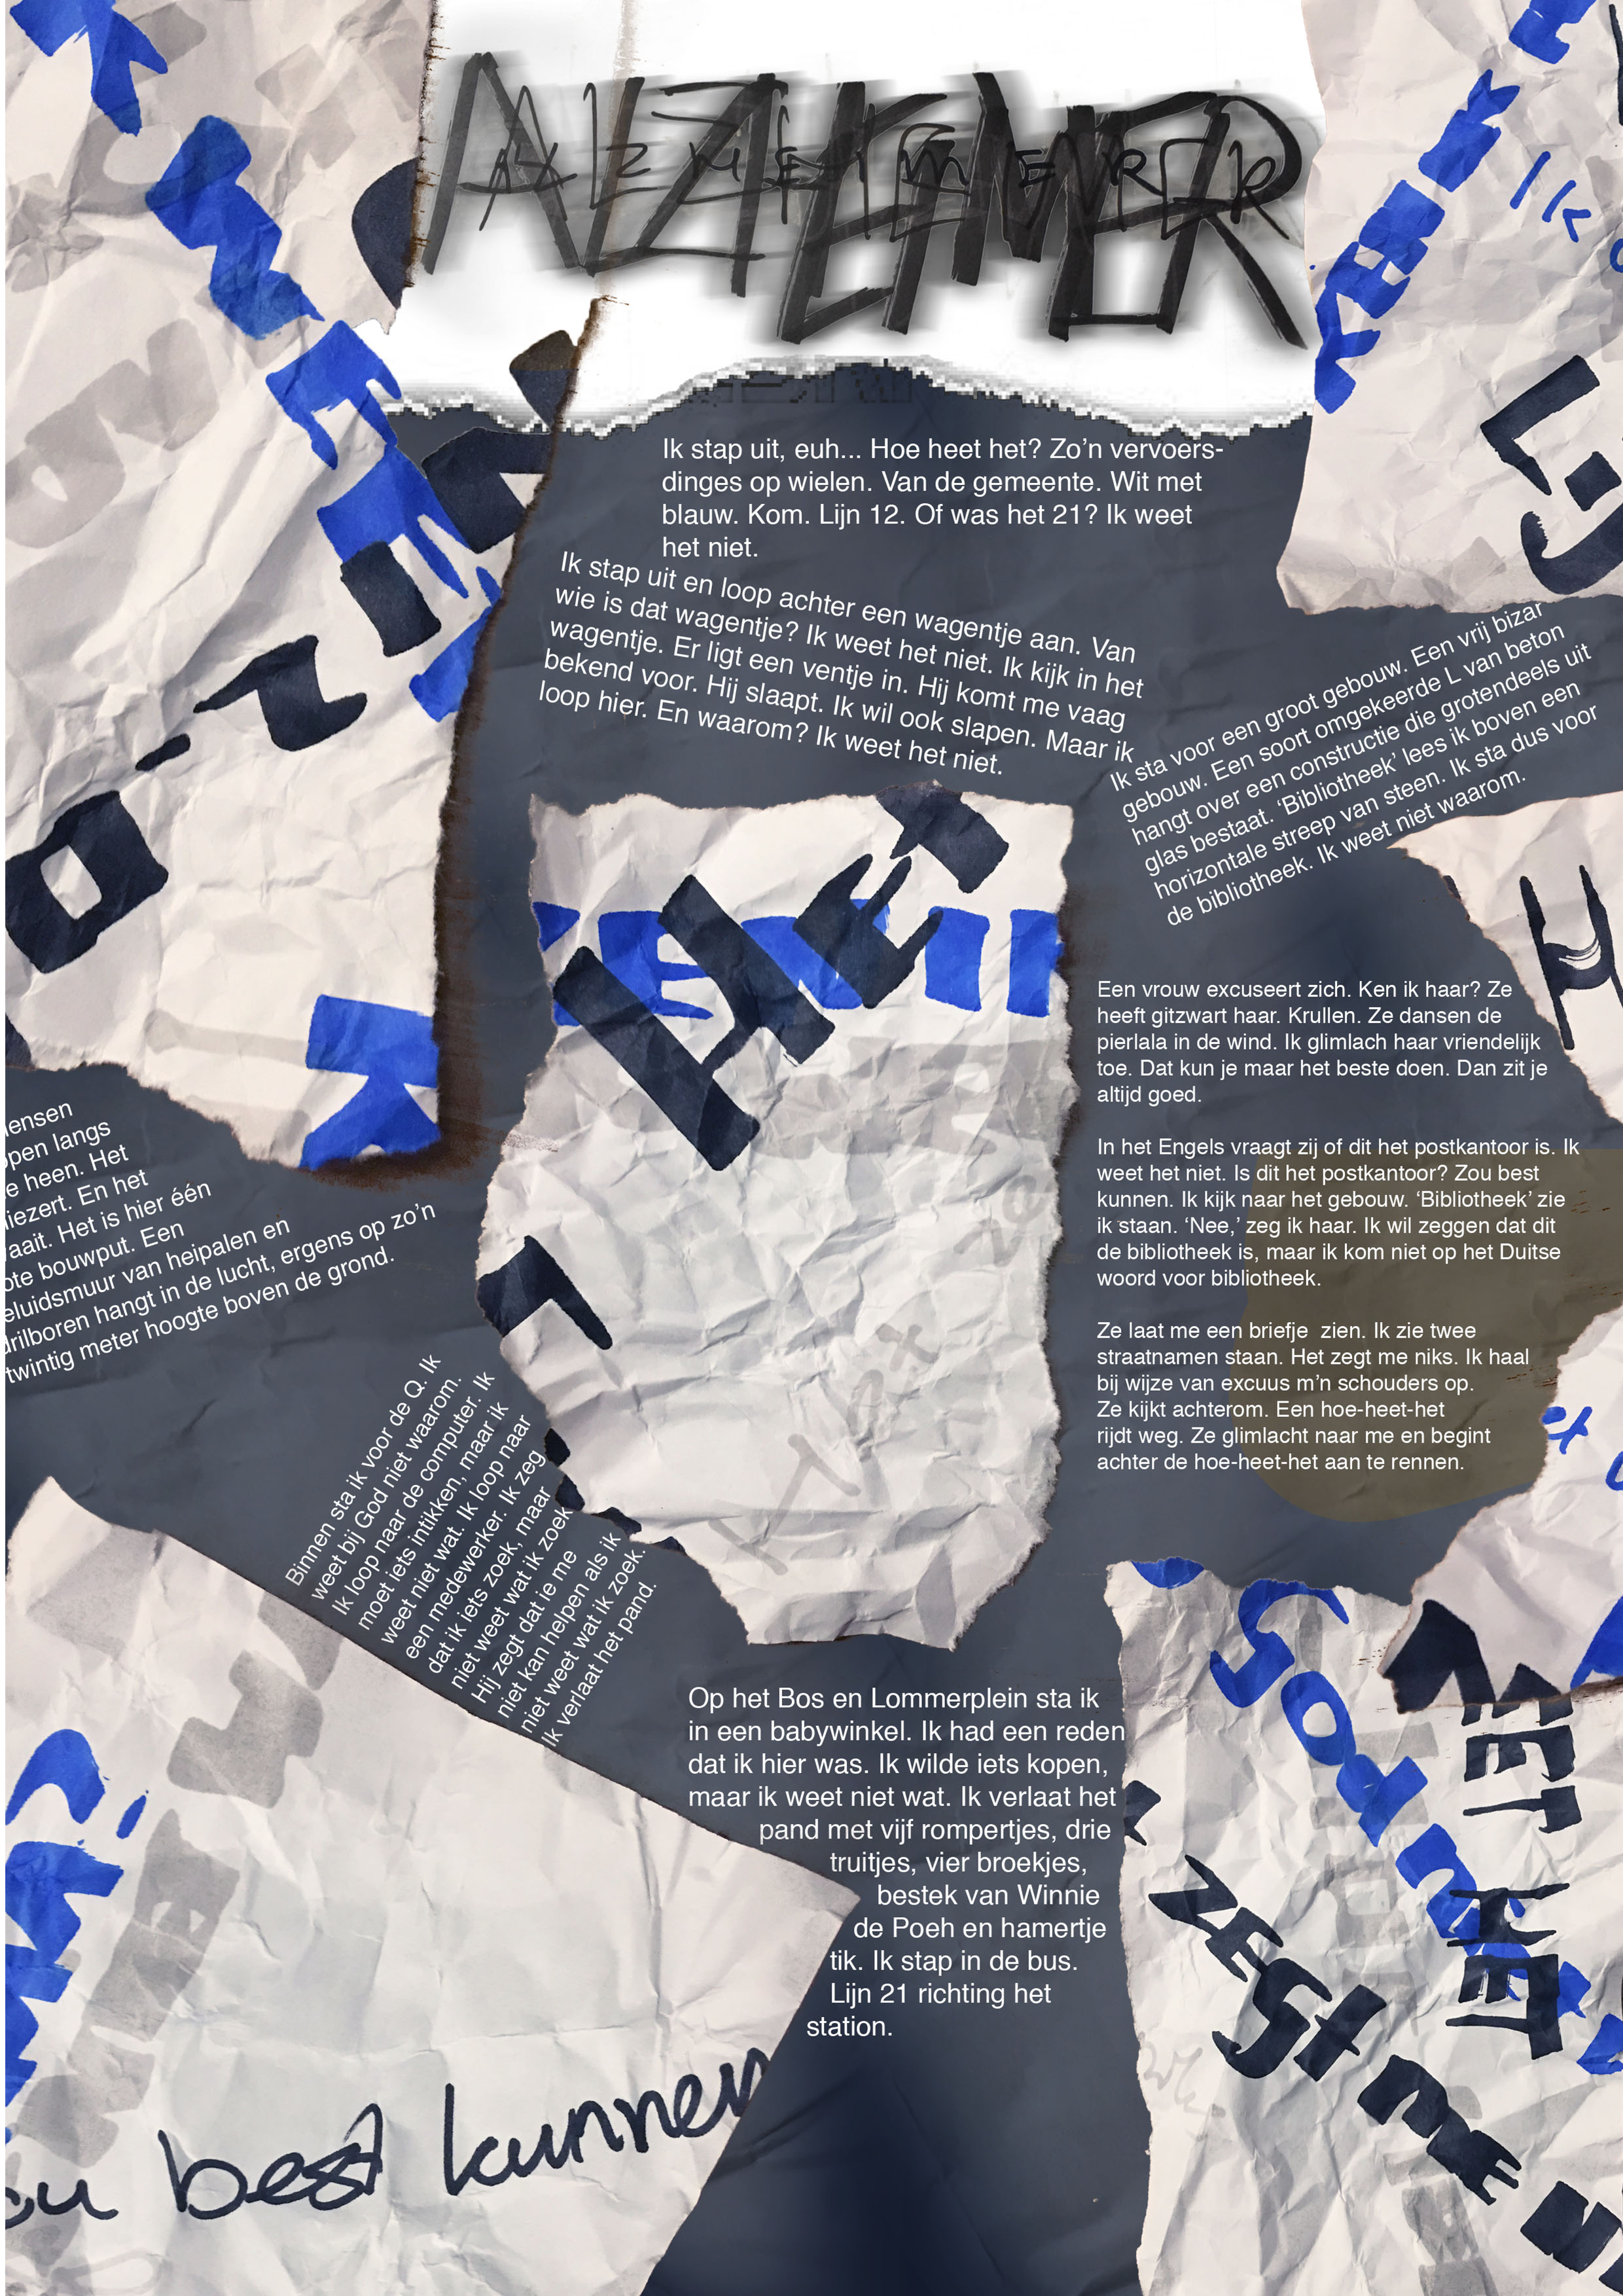 ALZHEIMER
Ik stap uit, euh... Hoe heet het? Zo’n vervoers-
dinges op wielen. Van de gemeente. Wit met
blauw. Kom. Lijn 12. Of was het 21? Ik weet
het niet.
Ik stap uit en loop achter een wagentje aan. Van
wie is dat wagentje? Ik weet het niet. Ik kijk in het
wagentje. Er ligt een ventje in. Hij komt me vaag
bekend voor. Hij slaapt. Ik wil ook slapen. Maar ik
loop hier. En waarom? Ik weet het niet.
Ik sta voor een groot gebouw. Een vrij bizar
gebouw. Een soort omgekeerde L van beton
hangt over een constructie die grotendeels uit
glas bestaat. ‘Bibliotheek’ lees ik boven een
horizontale streep van steen. Ik sta dus voor
de bibliotheek. Ik weet niet waarom.
Ik
HET
Een vrouw excuseert zich. Ken ik haar? Ze
heeft gitzwart haar. Krullen. Ze dansen de
pierlala in de wind. Ik glimlach haar vriendelijk
toe. Dat kun je maar het beste doen. Dan zit je
altijd goed.
In het Engels vraagt zij of dit het postkantoor is. Ik
weet het niet. Is dit het postkantoor? Zou best
kunnen. Ik kijk naar het gebouw. ‘Bibliotheek’ zie
ik staan. ‘Nee,’ zeg ik haar. Ik wil zeggen dat dit
de bibliotheek is, maar ik kom niet op het Duitse
woord voor bibliotheek.
Ze laat me een briefje zien. Ik zie twee
straatnamen staan. Het zegt me niks. Ik haal
bij wijze van excuus m’n schouders op.
Ze kijkt achterom. Een hoe-heet-het
rijdt weg. Ze glimlacht naar me en begint
achter de hoe-heet-het aan te rennen.
ensen
pen langs
e heen. Het
iezert. En het
aait. Het is hier één
ote bouwput. Een
eluidsmuur van heipalen en
drilboren hangt in de lucht, ergens op zo’n
twintig meter hoogte boven de grond.
Binnen sta ik voor de Q. Ik
weet bij God niet waarom.
Ik loop naar de computer. Ik
moet iets intikken, maar ik
weet niet wat. Ik loop naar
een medewerker. Ik zeg
dat ik iets zoek, maar
niet weet wat ik zoek
Hij zegt dat ie me
niet kan helpen als ik
niet weet wat ik zoek.
Ik verlaat het pand.
Op het Bos en Lommerplein sta ik
in een babywinkel. Ik had een reden
dat ik hier was. Ik wilde iets kopen,
maar ik weet niet wat. Ik verlaat het
pand met vijf rompertjes, drie
truitjes, vier broekjes,
bestek van Winnie
de Poeh en hamertje
tik. Ik stap in de bus.
Lijn 21 richting het
station.
HET
ZEGT ME
ou best kunnen